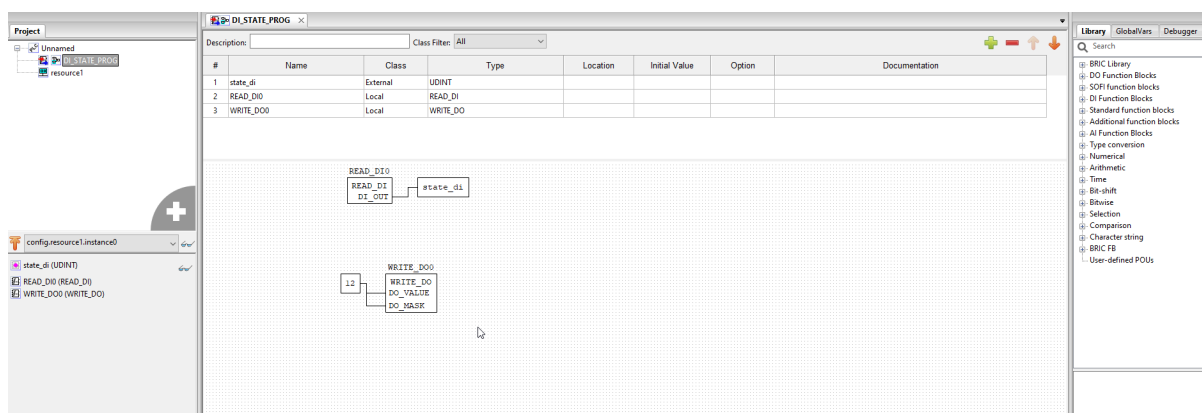 DI_STATE_PROG
Project
Unnamed
DI_STATE_PROG
resource1
Description:
Class Filter: All
# Name Class Type Location Initial Value Option Documentation
1 state_di External UDINT
2 READ_DI0 Local READ_DI
3 WRITE_DO0 Local WRITE_DO
READ_DI0
READ_DI
DI_OUT
state_di
WRITE_DO0
12
WRITE_DO
DO_VALUE
DO_MASK
config.resource1.instance0
state_di (UDINT)
READ_DI0 (READ_DI)
WRITE_DO0 (WRITE_DO)
Library GlobalVars Debugger
Search
BRIC Library
DO Function Blocks
SOFI function blocks
DI Function Blocks
Standard function blocks
Additional function blocks
AI Function Blocks
Type conversion
Numerical
Arithmetic
Time
Bit-shift
Bitwise
Selection
Comparison
Character string
BRIC FB
User-defined POUs